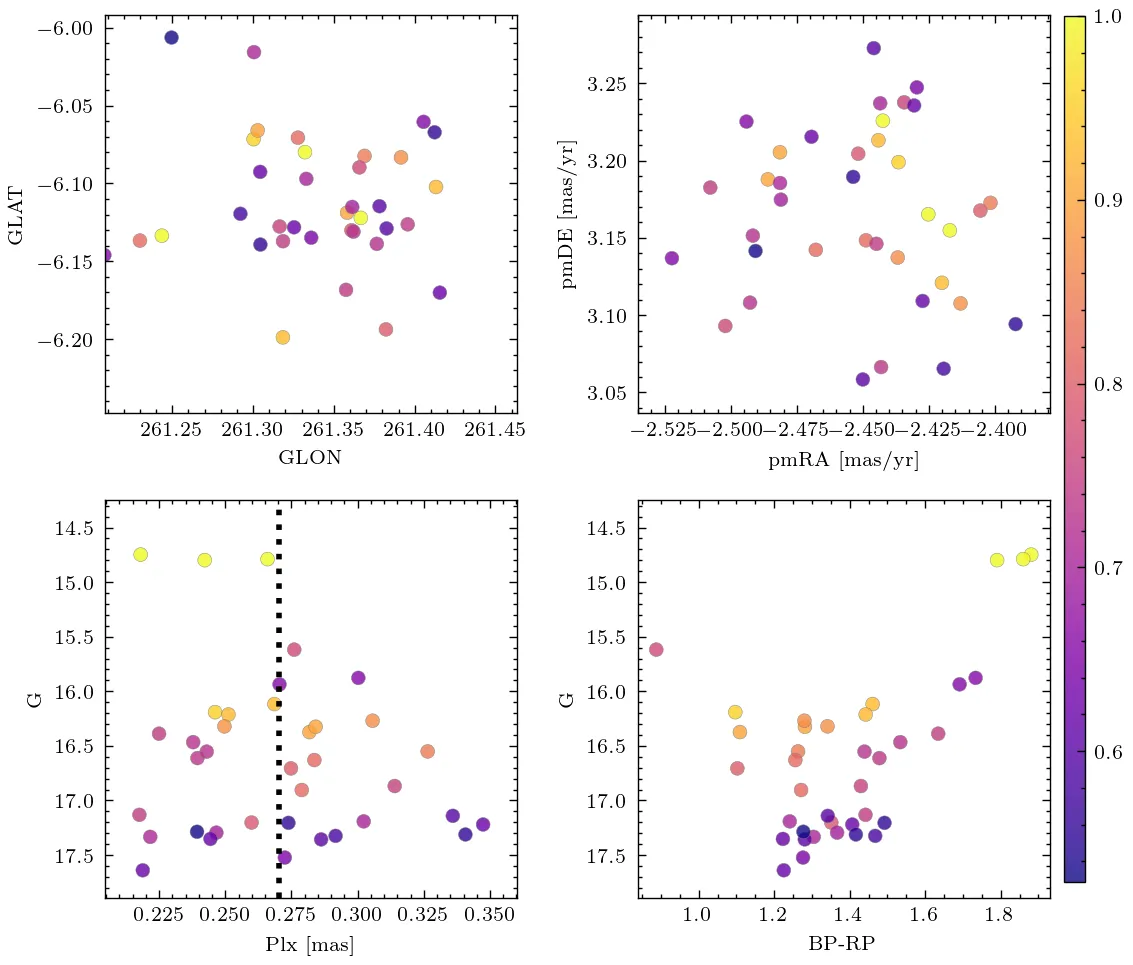 −6.00
−6.05
−6.10
−6.15
−6.20
GLAT
261.25 261.30 261.35 261.40 261.45
GLON
3.25
3.20
3.15
3.10
3.05
pmDE [mas/yr]
−2.525−2.500−2.475−2.450−2.425−2.400
pmRA [mas/yr]
1.0
0.9
0.8
0.7
0.6
14.5
15.0
15.5
16.0
16.5
17.0
17.5
G
0.225 0.250 0.275 0.300 0.325 0.350
Plx [mas]
14.5
15.0
15.5
16.0
16.5
17.0
17.5
G
1.0 1.2 1.4 1.6 1.8
BP-RP